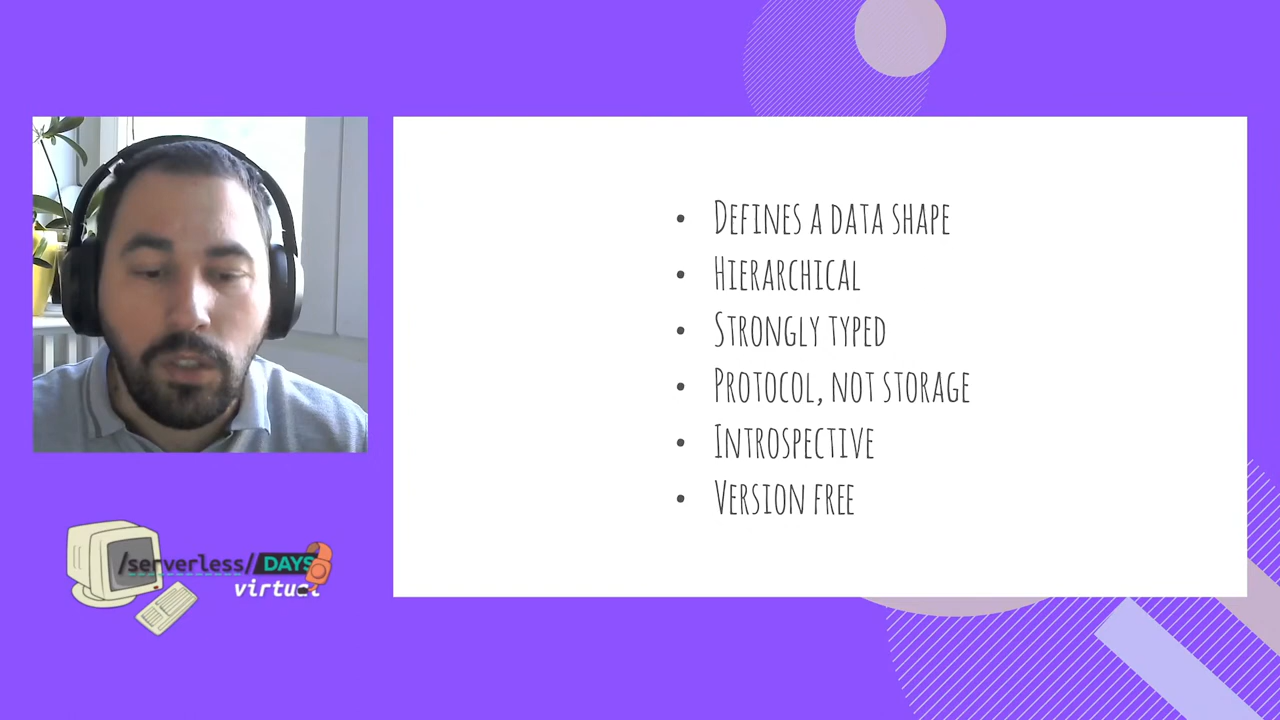 Defines a data shape
Hierarchical
Strongly typed
Protocol, not storage
Introspective
Version free
/serverless/DAYS
virtual